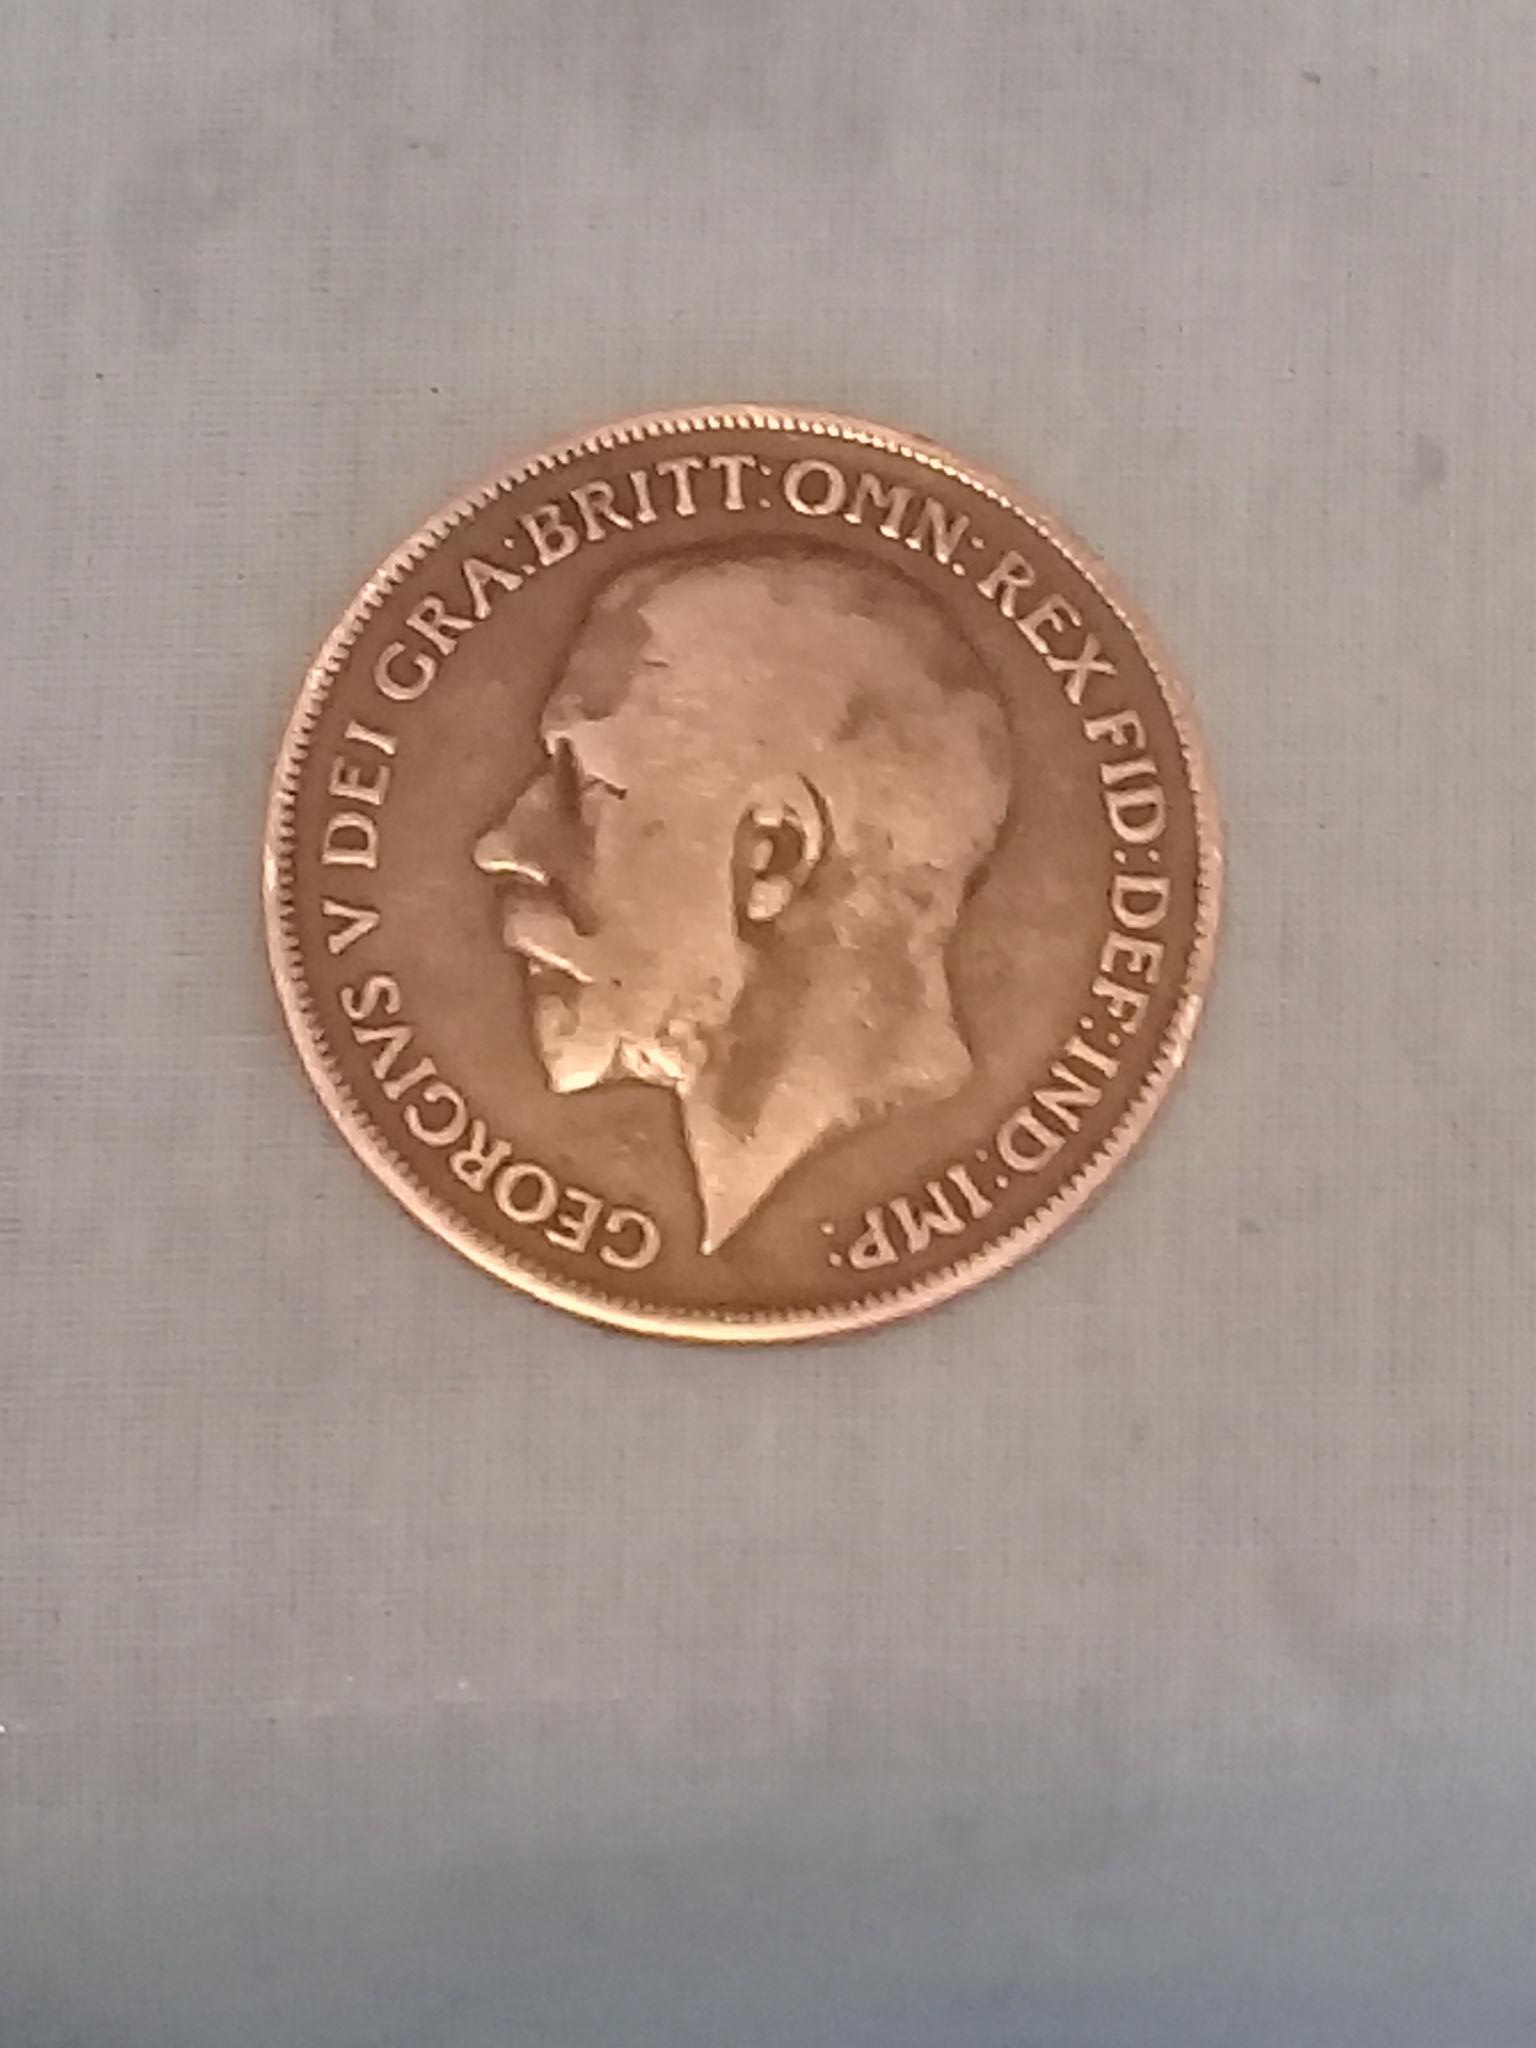 GEORGIVS V DEI GRA: BRITT: OMN: REX FID: DEF: IND: IMP: